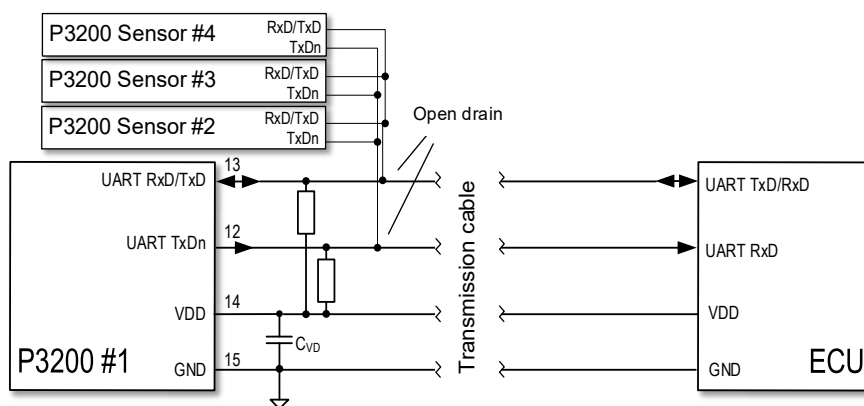 P3200 Sensor #4
RxD/TxD
TxDn
P3200 Sensor #3
RxD/TxD
TxDn
P3200 Sensor #2
RxD/TxD
TxDn
Open drain
UART RxD/TxD
13
UART TxD/RxD
UART TxDn
12
UART RxD
Transmission cable
VDD
14
VDD
CVD
P3200 #1
GND
15
GND
ECU